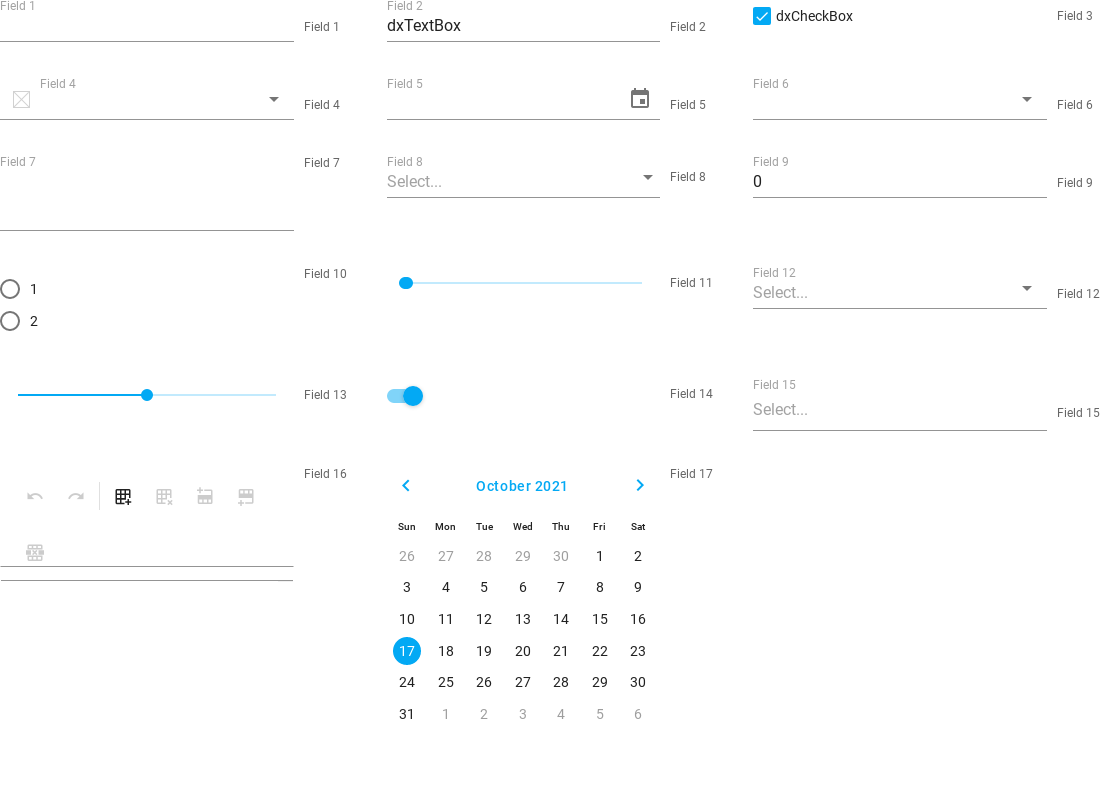 Field 1
Field 1
Field 2
dxTextBox
Field 2
dxCheckBox
Field 3
Field 4
Field 4
Field 5
Field 5
Field 6
Field 6
Field 7
Field 7
Field 8
Select...
Field 8
Field 9
0
Field 9
1
2
Field 10
Field 11
Field 12
Select...
Field 12
Field 13
Field 14
Field 15
Select...
Field 15
Field 16
October 2021
Sun Mon Tue Wed Thu Fri Sat
26 27 28 29 30 1 2
3 4 5 6 7 8 9
10 11 12 13 14 15 16
17 18 19 20 21 22 23
24 25 26 27 28 29 30
31 1 2 3 4 5 6
Field 17